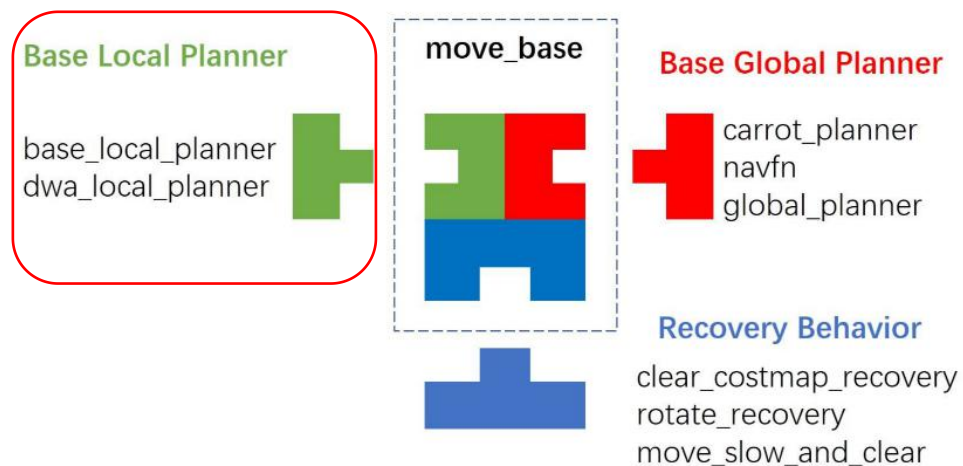 Base Local Planner
base_local_planner
dwa_local_planner
move_base
Base Global Planner
carrot_planner
navfn
global_planner
Recovery Behavior
clear_costmap_recovery
rotate_recovery
move_slow_and_clear